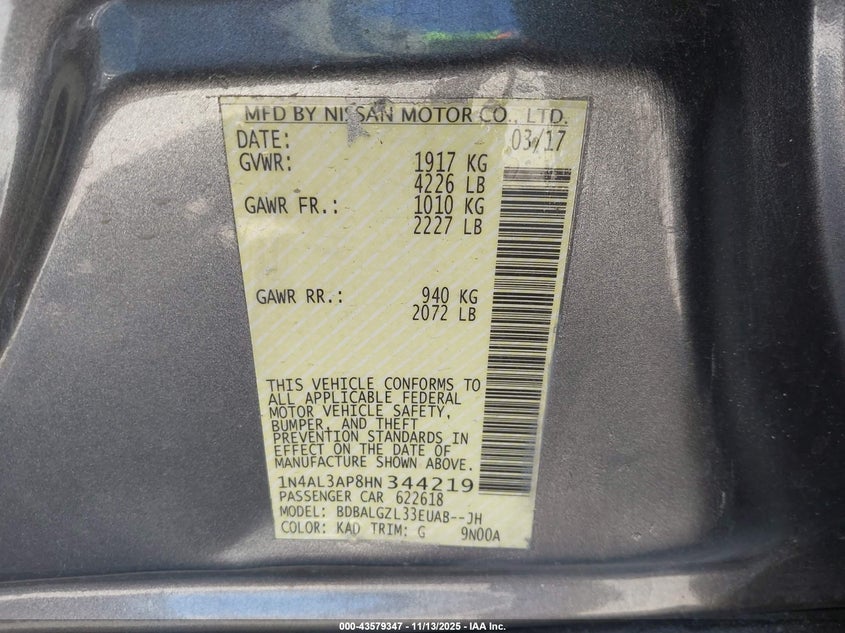 MFD BY NISSAN MOTOR CO., LTD.
DATE: 03/17
GVWR: 1917 KG
4226 LB
GAWR FR.: 1010 KG
2227 LB
GAWR RR.: 940 KG
2072 LB
THIS VEHICLE CONFORMS TO
ALL APPLICABLE FEDERAL
MOTOR VEHICLE SAFETY,
BUMPER, AND THEFT
PREVENTION STANDARDS IN
EFFECT ON THE DATE OF
MANUFACTURE SHOWN ABOVE.
1N4AL3AP8HN344219
PASSENGER CAR 622618
MODEL: BDBALGZL33EUAB--JH
COLOR: KAD TRIM: G 9N00A
000-43579347 - 11/13/2025 - IAA Inc.